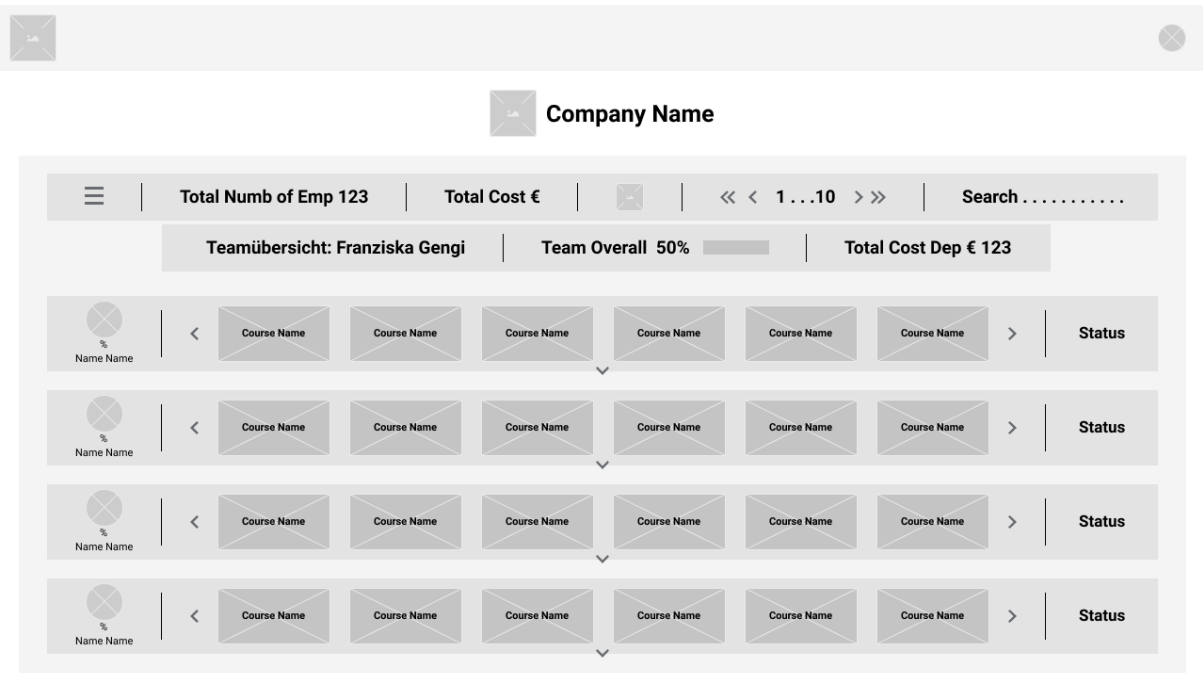 Company Name
Total Numb of Emp 123 Total Cost € 1 . . .10 Search . . . . . . . . . . .
Teamübersicht: Franziska Gengi Team Overall 50% Total Cost Dep € 123
Course Name Course Name Course Name Course Name Course Name Course Name Status
%
Name Name
Course Name Course Name Course Name Course Name Course Name Course Name Status
%
Name Name
Course Name Course Name Course Name Course Name Course Name Course Name Status
%
Name Name
Course Name Course Name Course Name Course Name Course Name Course Name Status
%
Name Name